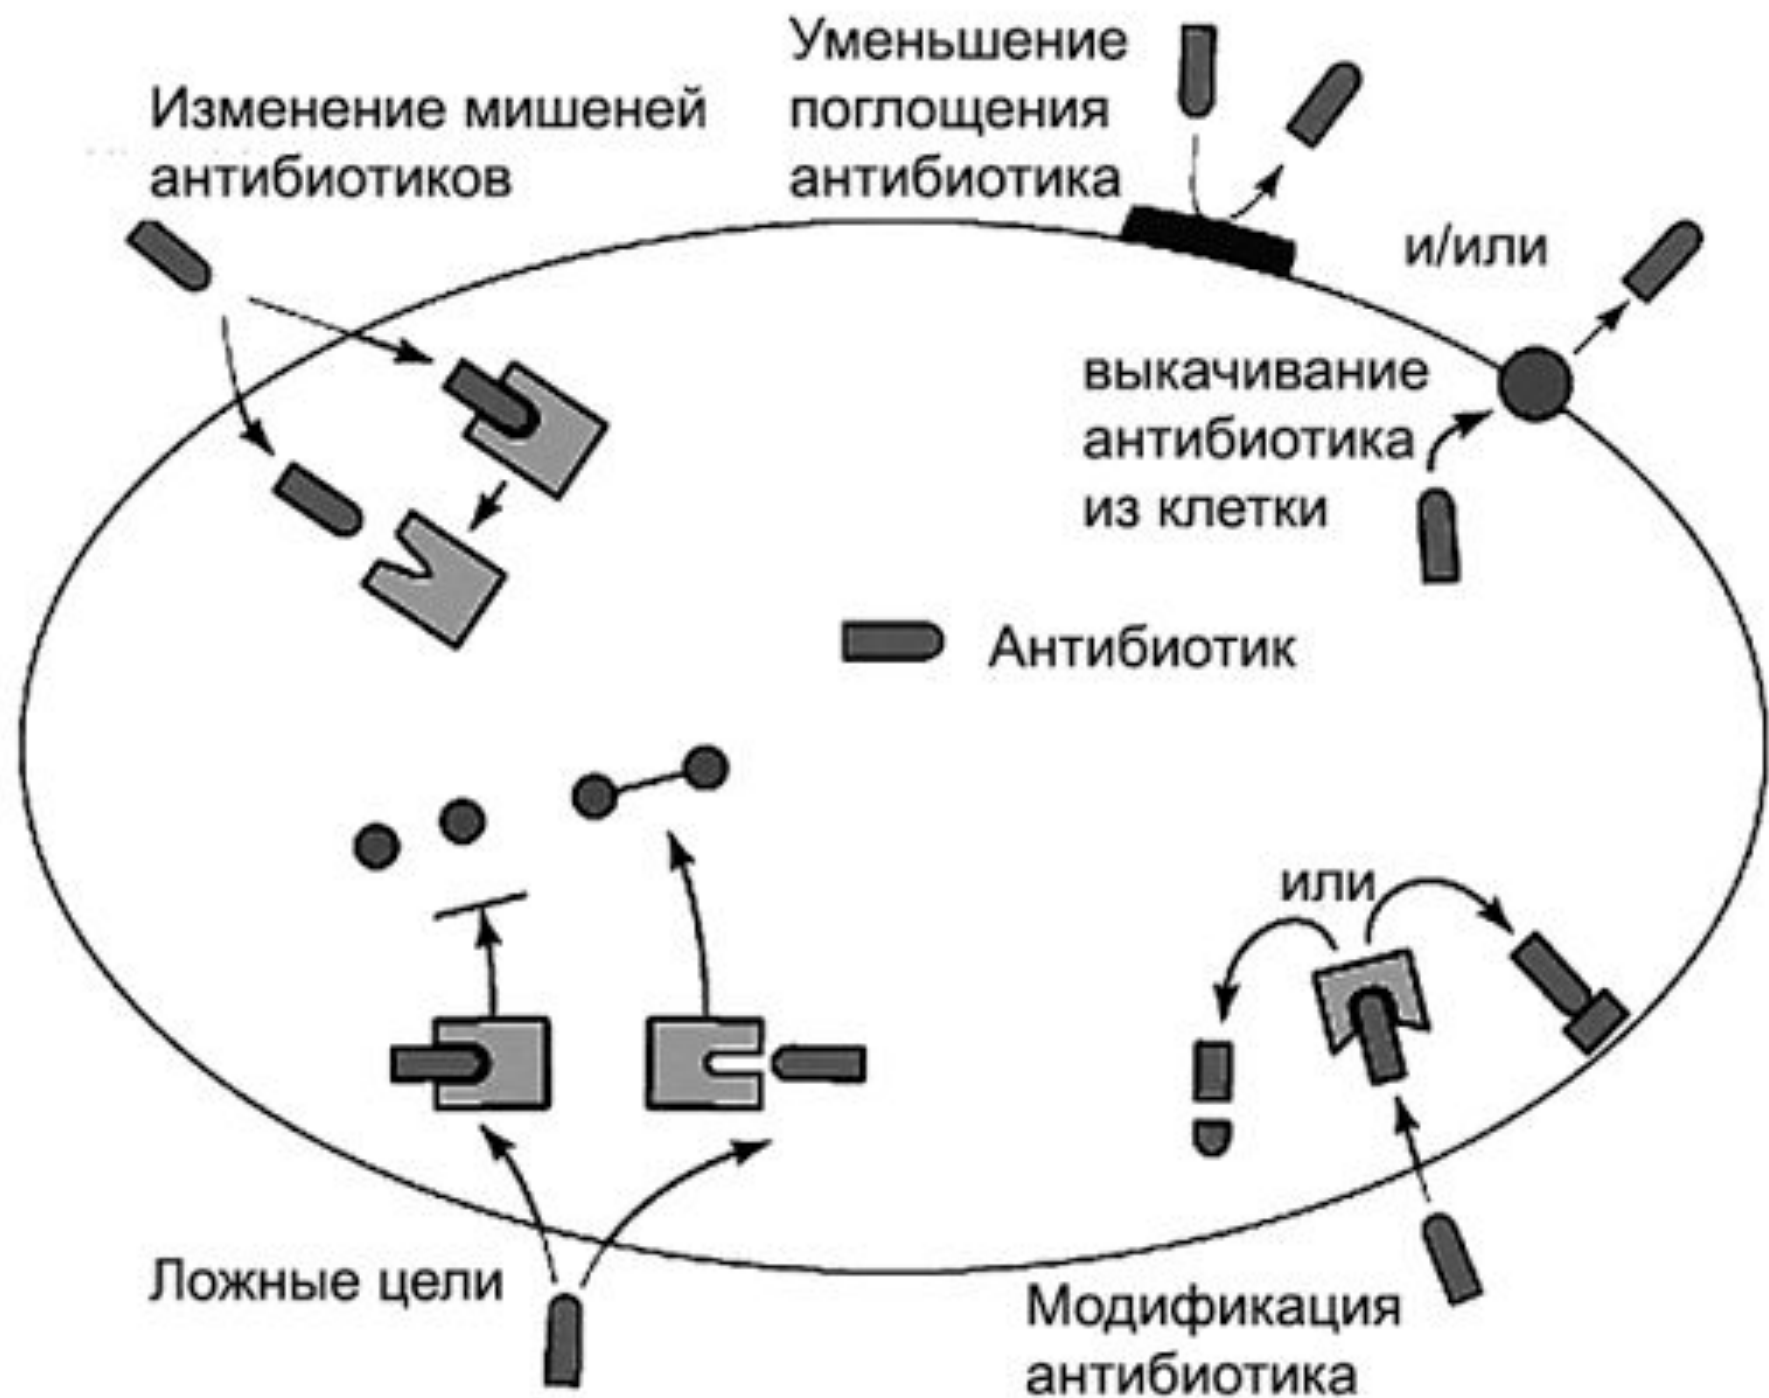 Изменение мишеней
антибиотиков
Уменьшение
поглощения
антибиотика
и/или
выкачивание
антибиотика
из клетки
Антибиотик
или
Ложные цели
Модификация
антибиотика